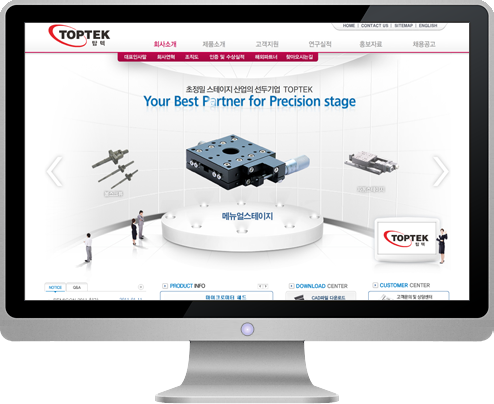 TOPTEK
탑텍
HOME | CONTACT US | SITEMAP | ENGLISH
회사소개 제품소개 고객지원 연구실적 홍보자료 채용공고
대표인사말 회사연혁 조직도 인증 및 수상실적 해외파트너 찾아오시는길
초정밀 스테이지 산업의 선두기업 TOPTEK
Your Best Partner for Precision stage
메뉴얼스테이지
TOPTEK
탑텍
NOTICE Q&A
PRODUCT INFO
DOWNLOAD CENTER
CAD파일 다운로드
CUSTOMER CENTER
고객문의 및 상담센터